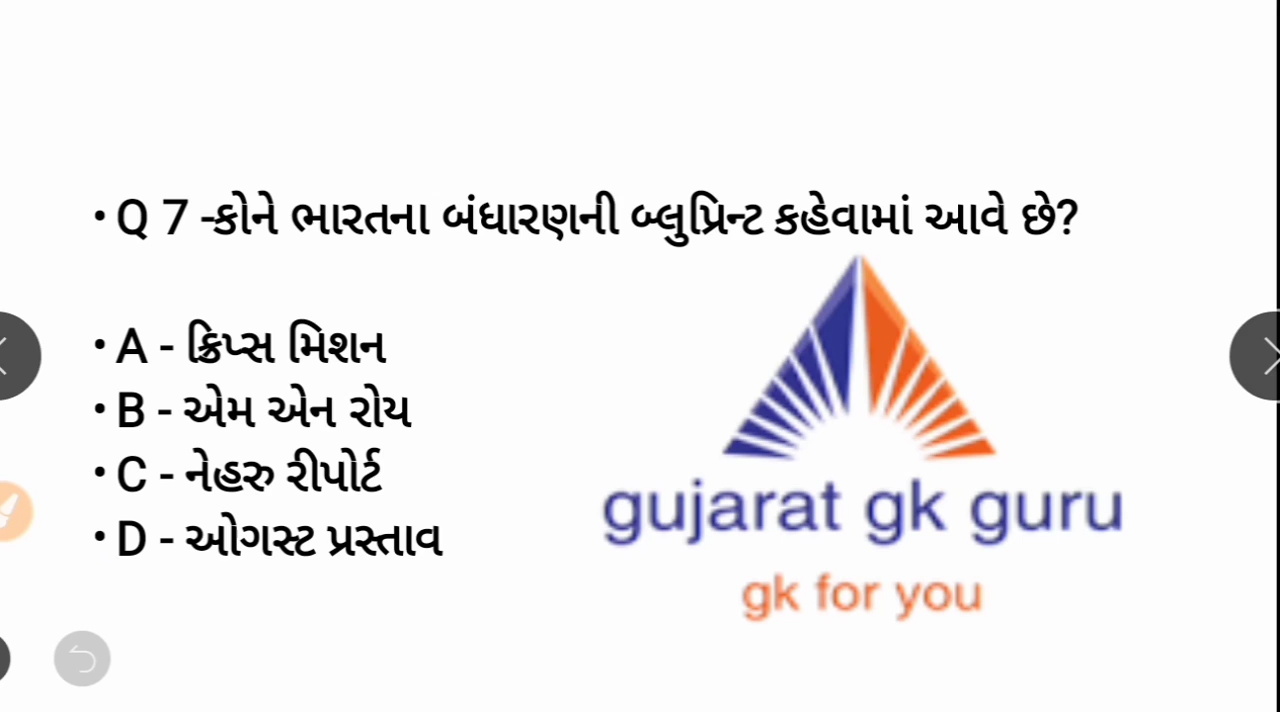 • Q 7 -કોને ભારતના બંધારણની બ્લુપ્રિન્ટ કહેવામાં આવે છે?
• A - ક્રિપ્સ મિશન
• B - એમ એન રોય
• C - નેહરુ રીપોર્ટ
• D - ઓગસ્ટ પ્રસ્તાવ
gujarat gk guru
gk for you